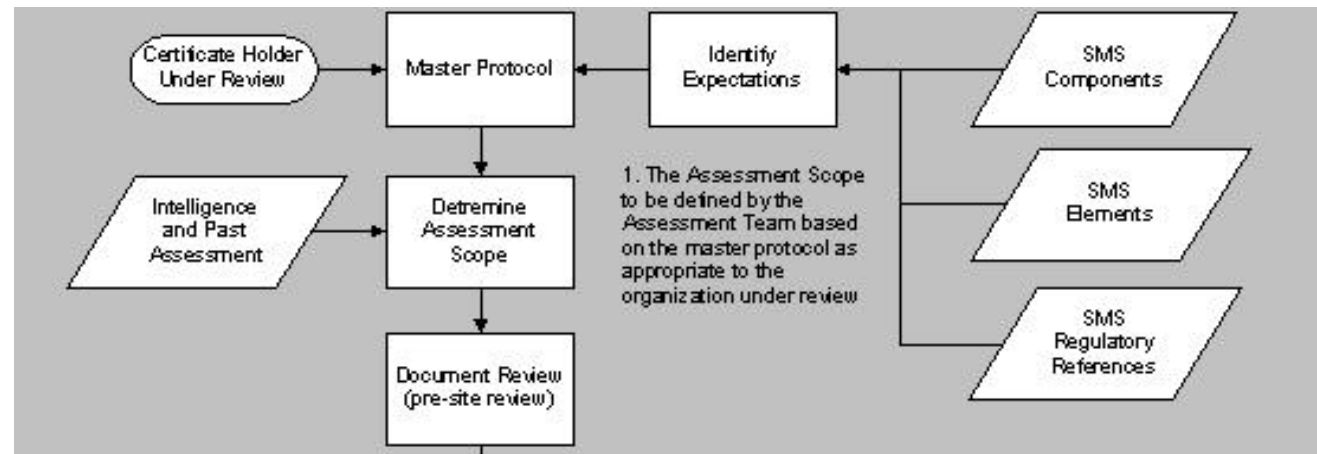 Certificate Holder
Under Review
Master Protocol
Identify
Expectations
SMS
Components
Intelligence
and Past
Assessment
Detremine
Assessment
Scope
1. The Assessment Scope
to be defined by the
Assessment Team based
on the master protocol as
appropriate to the
organization under review
SMS
Elements
Document Review
(pre-site review)
SMS
Regulatory
References